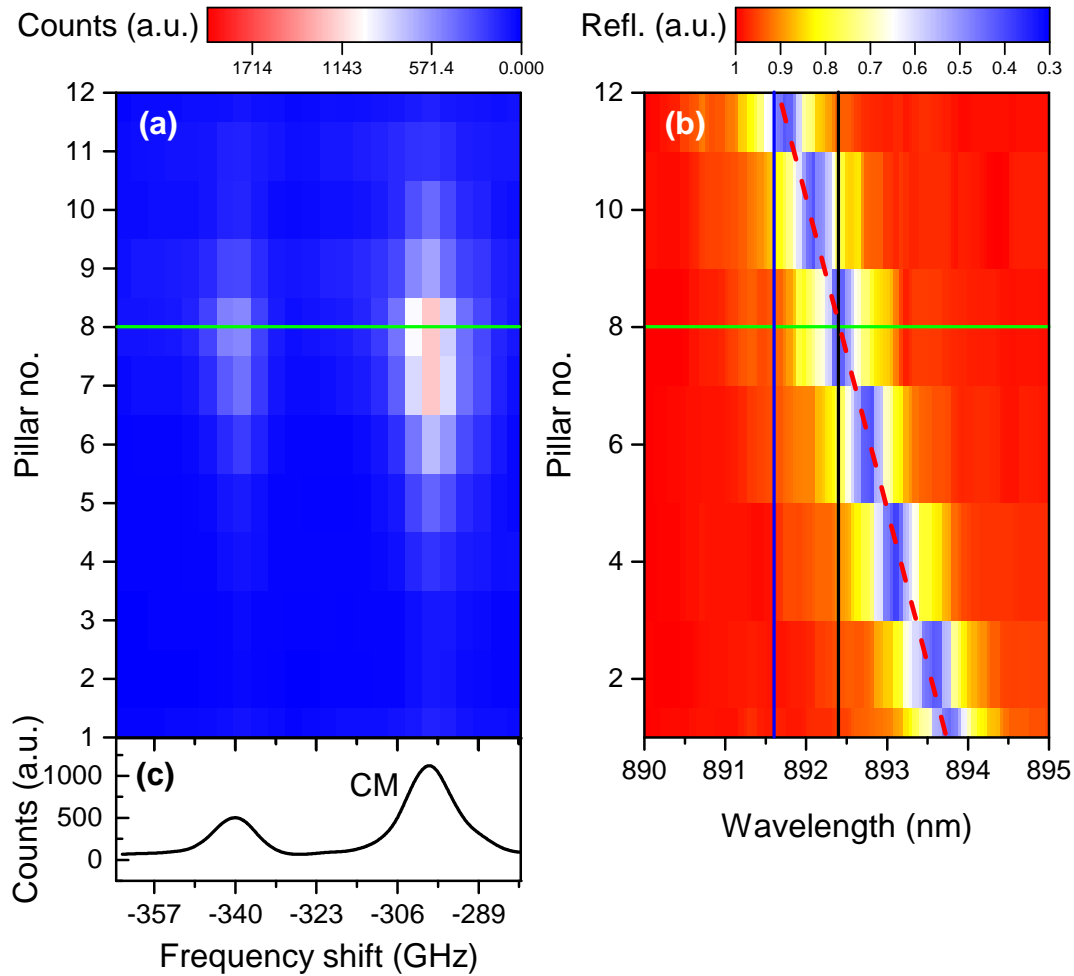 Counts (a.u.)
1714 1143 571.4 0.000
Refl. (a.u.)
1 0.9 0.8 0.7 0.6 0.5 0.4 0.3
(a)
12
11
10
9
8
7
6
5
4
3
2
1
Pillar no.
(b)
12
10
8
6
4
2
Pillar no.
890 891 892 893 894 895
Wavelength (nm)
(c)
CM
1000
500
0
Counts (a.u.)
-357 -340 -323 -306 -289
Frequency shift (GHz)